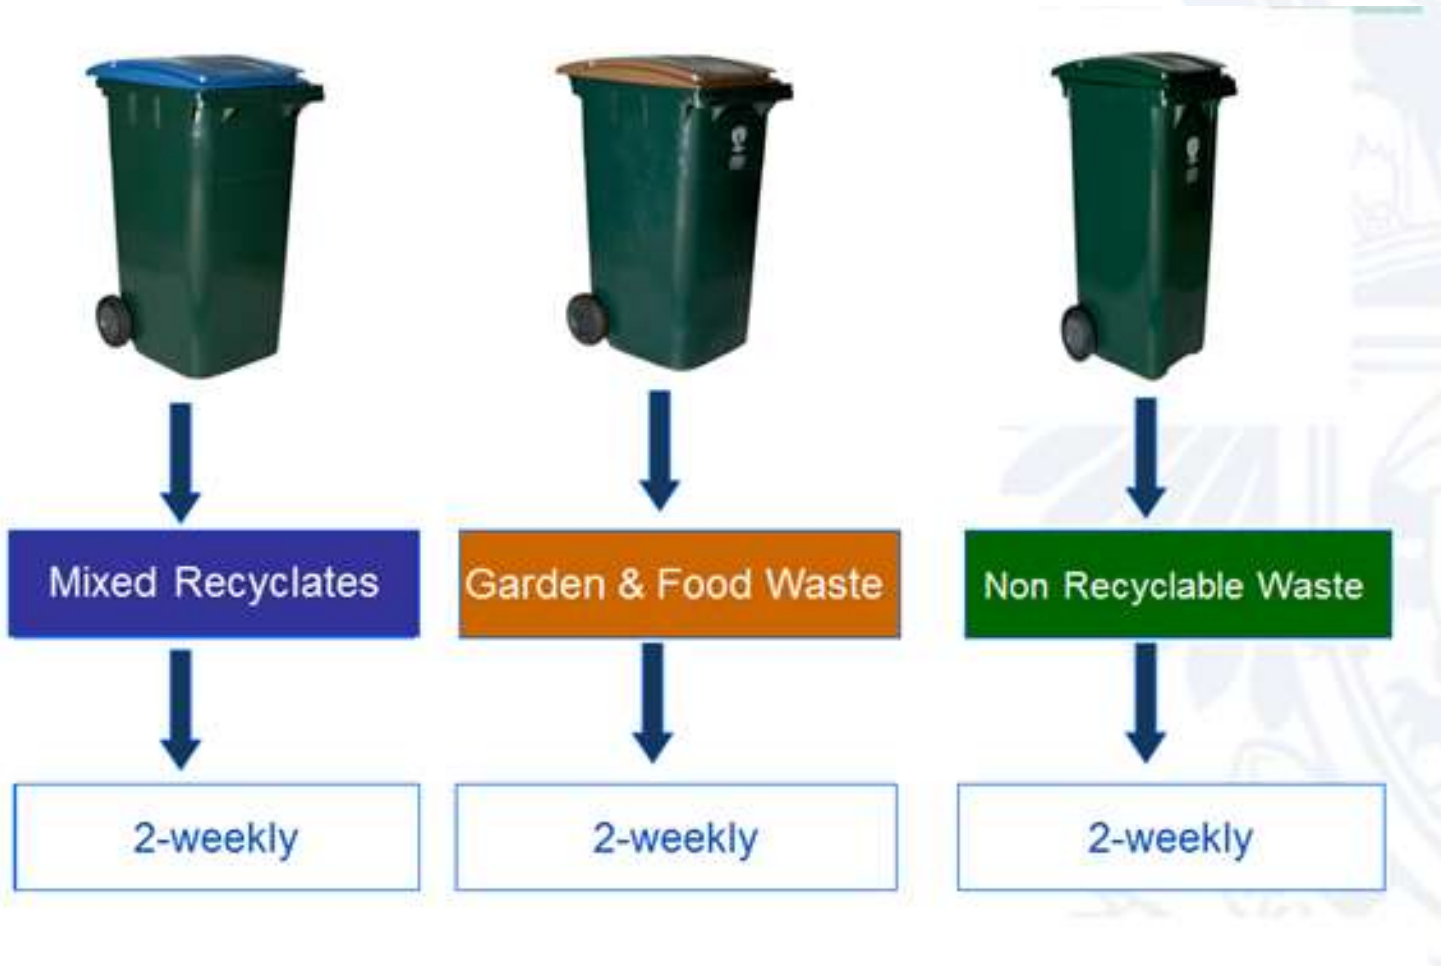 Mixed Recyclates
Garden & Food Waste
Non Recyclable Waste
2-weekly
2-weekly
2-weekly